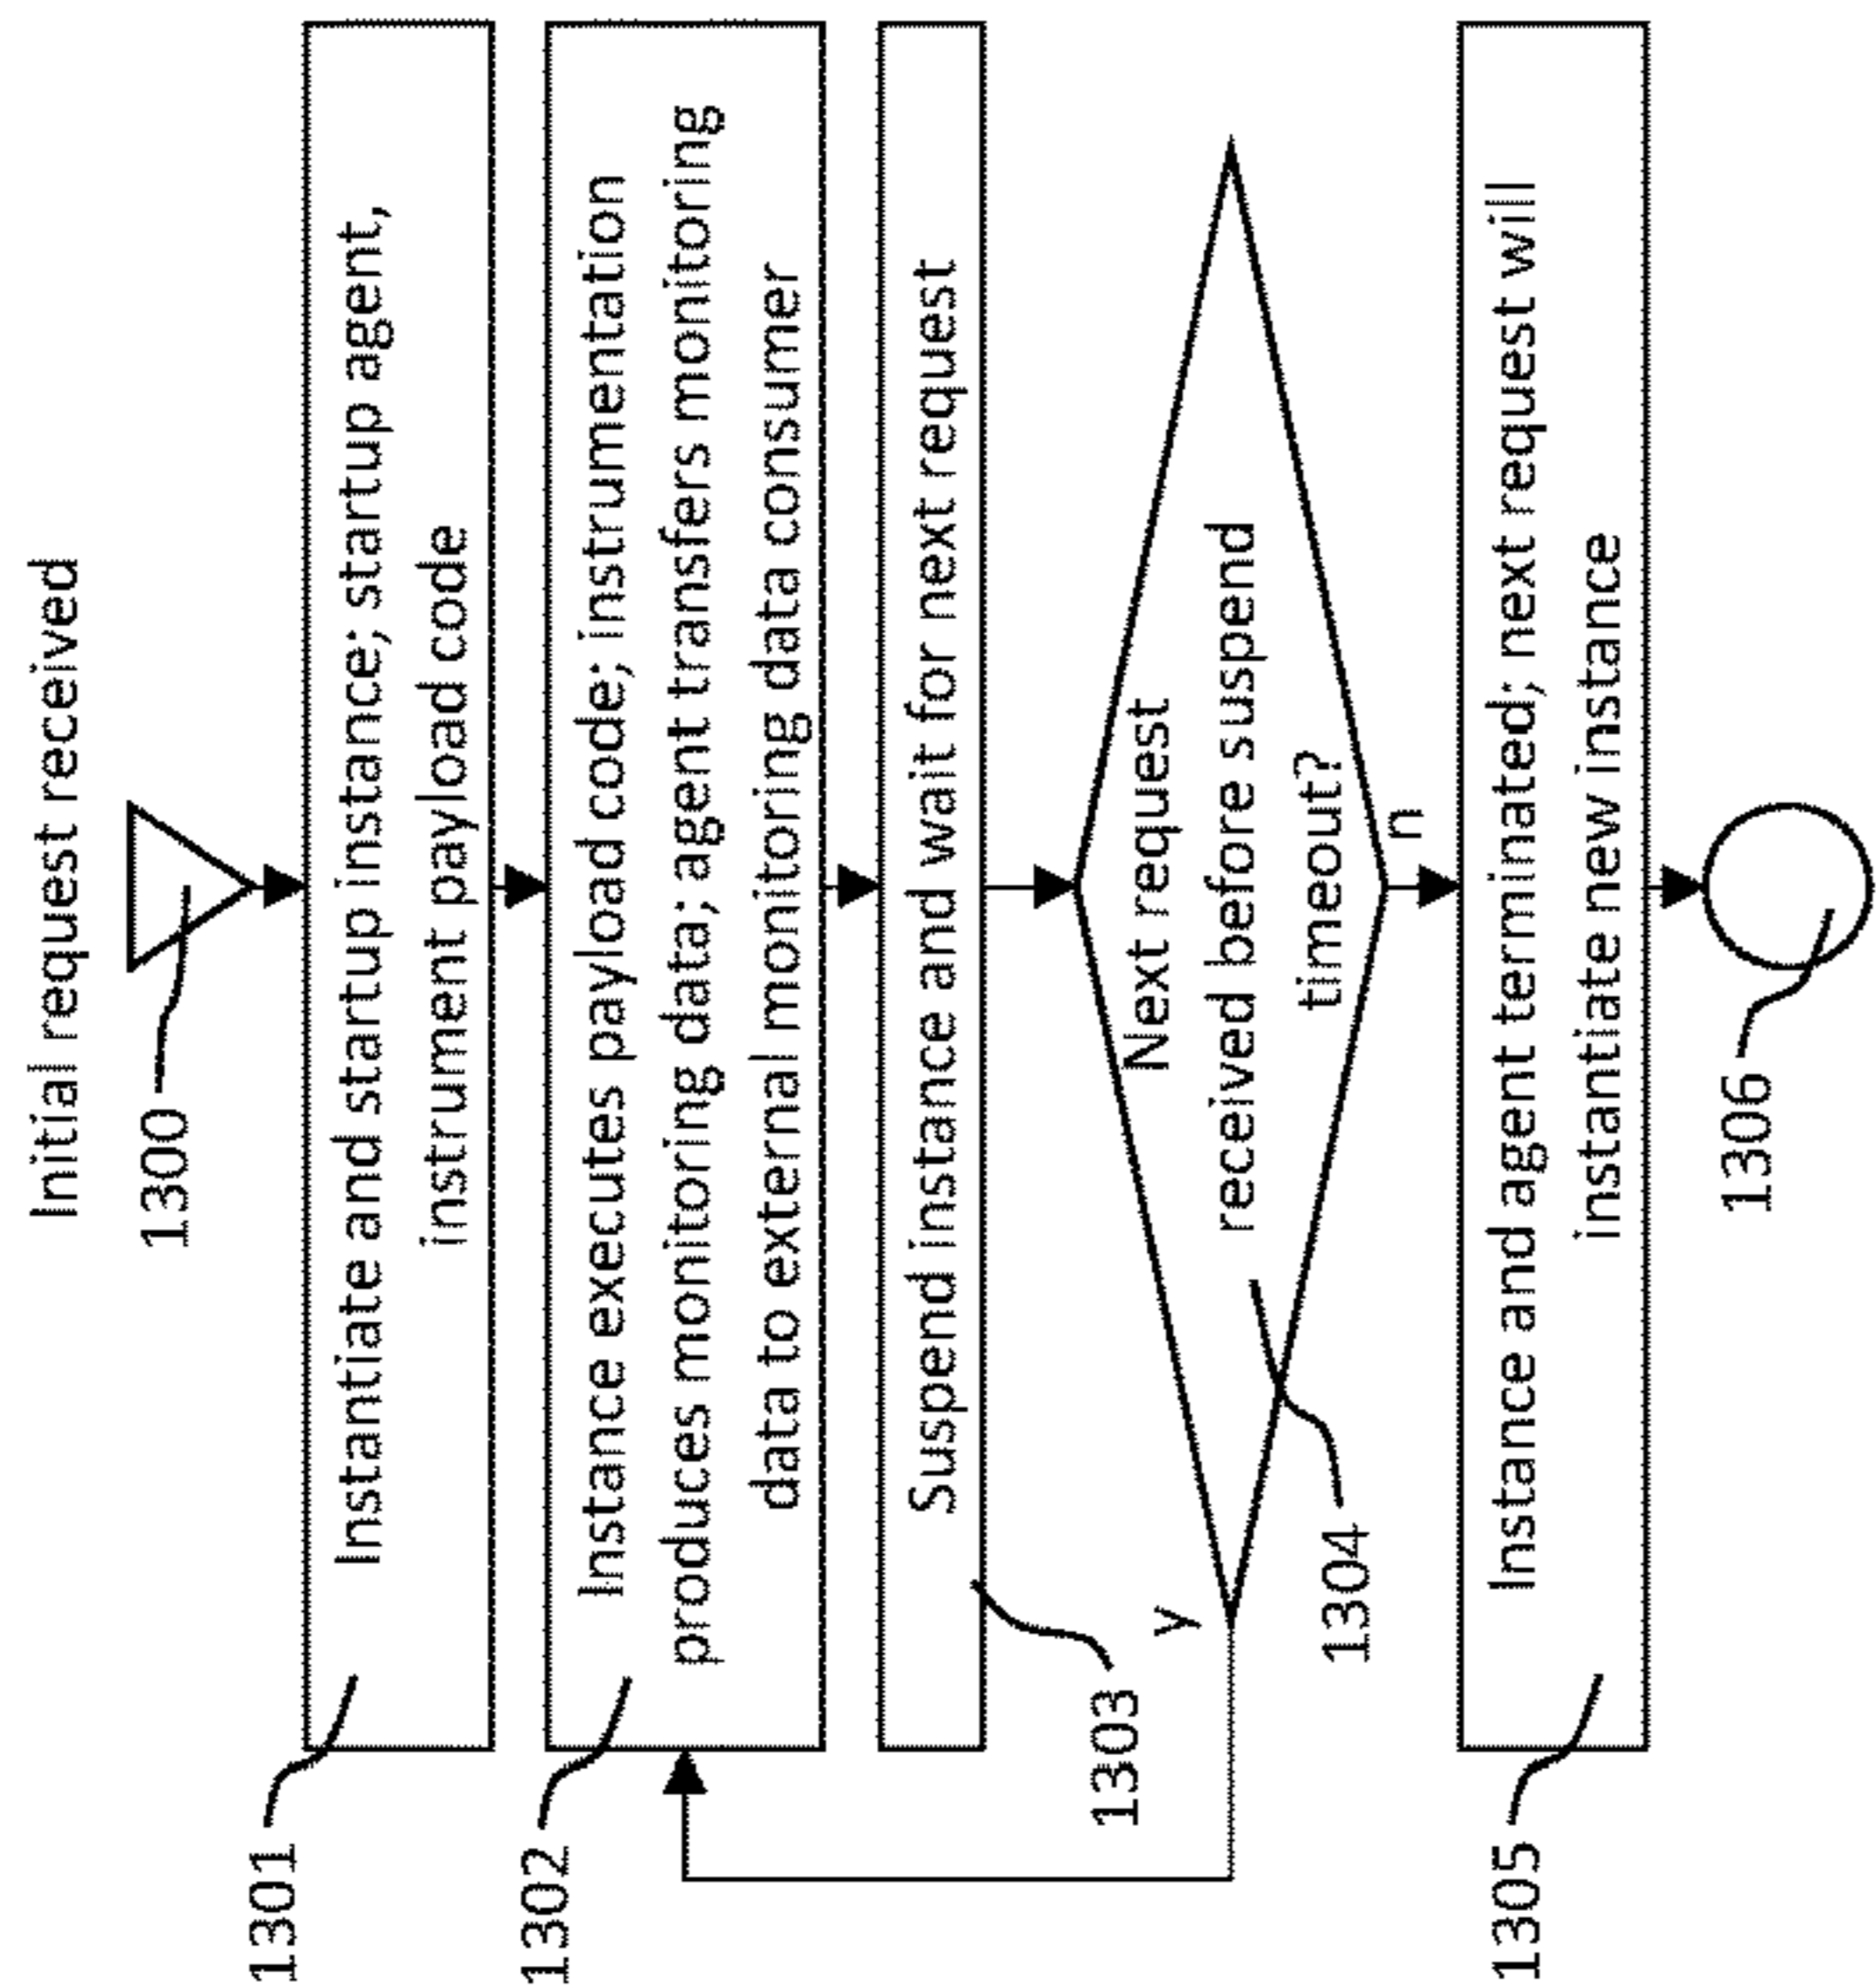 Initial request received
1300
1301
Instantiate and startup instance; startup agent,
instrument payload code
1302
Instance executes payload code; instrumentation
produces monitoring data; agent transfers monitoring
data to external monitoring data consumer
Suspend instance and wait for next request
1303
y
Next request
received before suspend
timeout?
1304
n
1305
Instance and agent terminated; next request will
instantiate new instance
1306